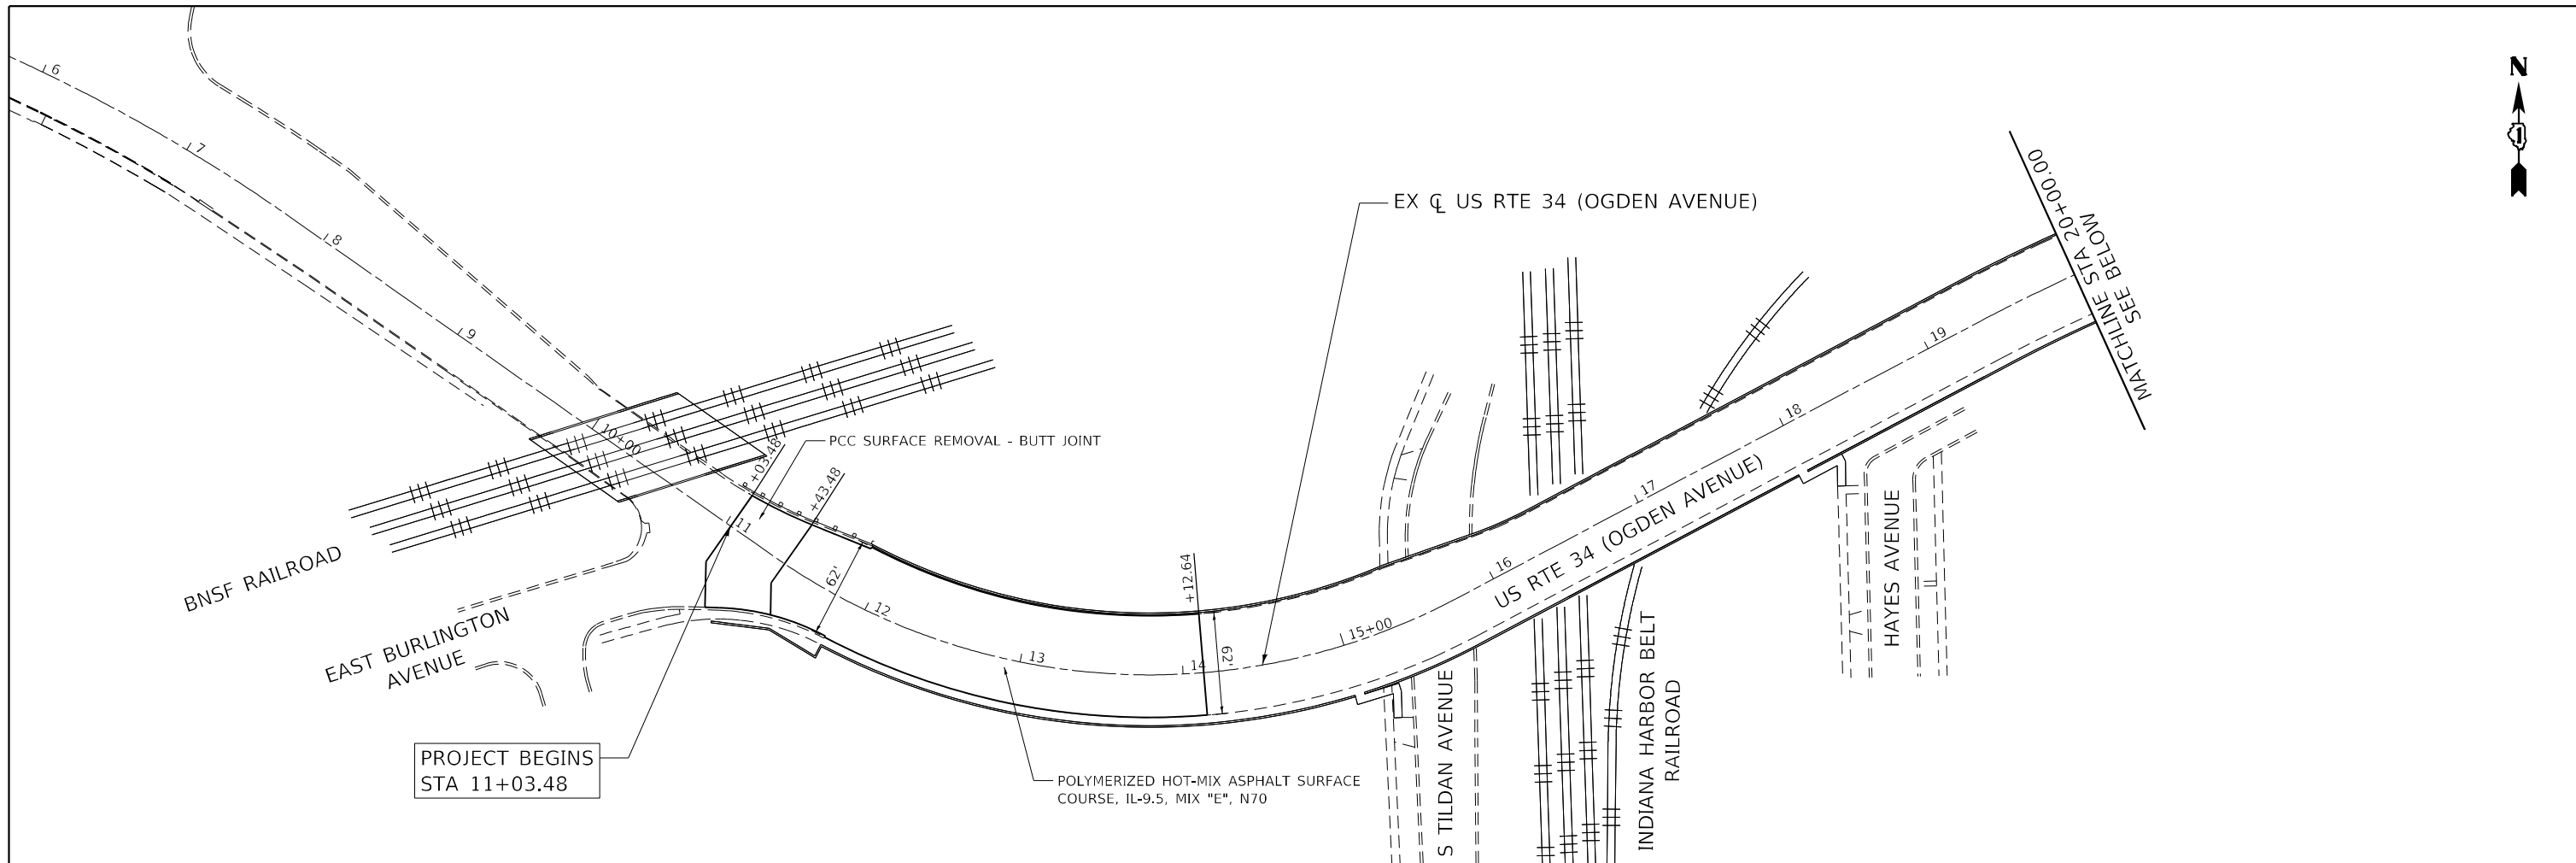 6
7
8
9
10+00
11
12
13
14
15+00
16
17
18
19
N
1
EX ℄ US RTE 34 (OGDEN AVENUE)
MATCHLINE STA 20+00.00
SEE BELOW
PCC SURFACE REMOVAL - BUTT JOINT
+03.48
+43.48
62'
+12.64
62'
US RTE 34 (OGDEN AVENUE)
BNSF RAILROAD
EAST BURLINGTON
AVENUE
PROJECT BEGINS
STA 11+03.48
POLYMERIZED HOT-MIX ASPHALT SURFACE
COURSE, IL-9.5, MIX "E", N70
S TILDAN AVENUE
INDIANA HARBOR BELT
RAILROAD
HAYES AVENUE